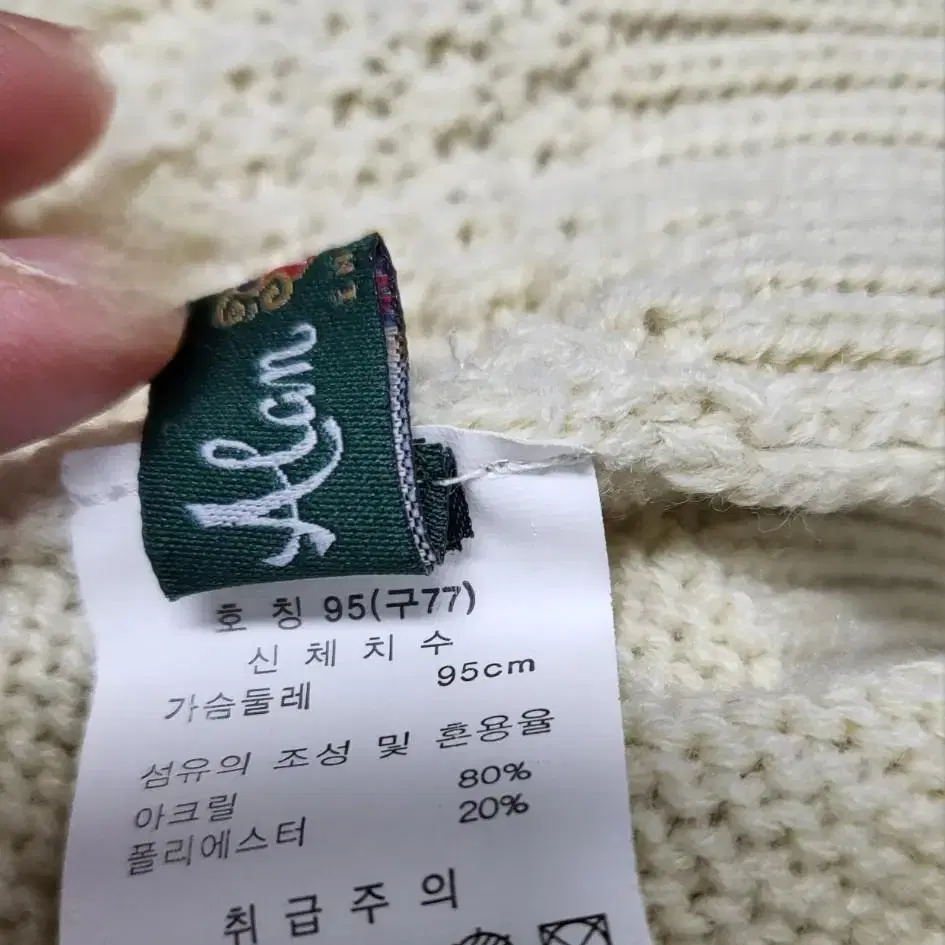 Alan
호 칭 95(구77)
신 체 치 수
가슴둘레 95cm
섬유의 조성 및 혼용율
아크릴 80%
폴리에스터 20%
취 급 주 의